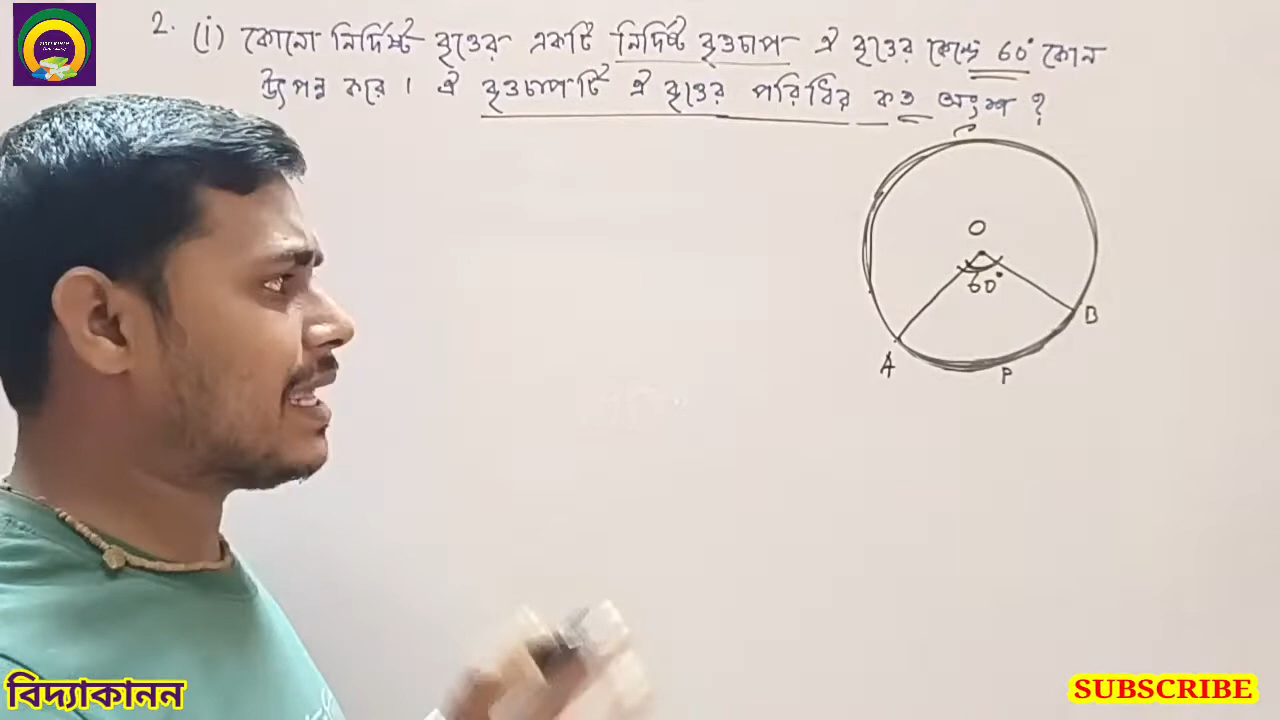 2. (i) কোনো নির্দিষ্ট বৃত্তের একটি নির্দিষ্ট বৃত্তচাপ ঐ বৃত্তের কেন্দ্রে 60° কোন
উৎপন্ন করে। ঐ বৃত্তচাপটি ঐ বৃত্তের পরিধির কত অংশ?
C
O
60°
B
A
P
বিদ্যাকানন
SUBSCRIBE